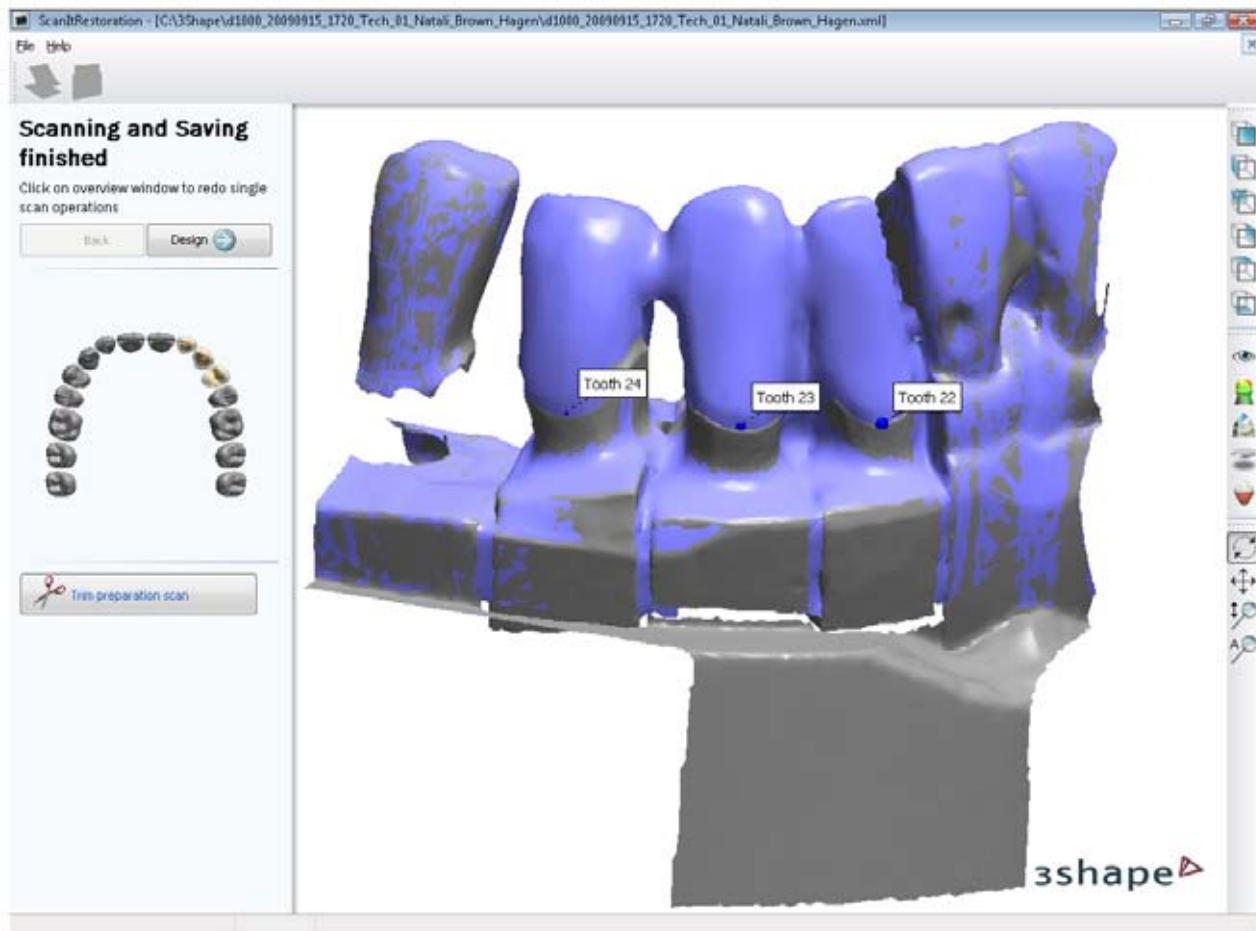 ScanItRestoration - [C:\3Shape\d1000_20090915_1720_Tech_01_Natali_Brown_Hagen\d1000_20090915_1720_Tech_01_Natali_Brown_Hagen.xml]
File Help
Scanning and Saving
finished
Click on overview window to redo single
scan operations
Back Design
Tooth 24
Tooth 23
Tooth 22
Trim preparation scan
3shape